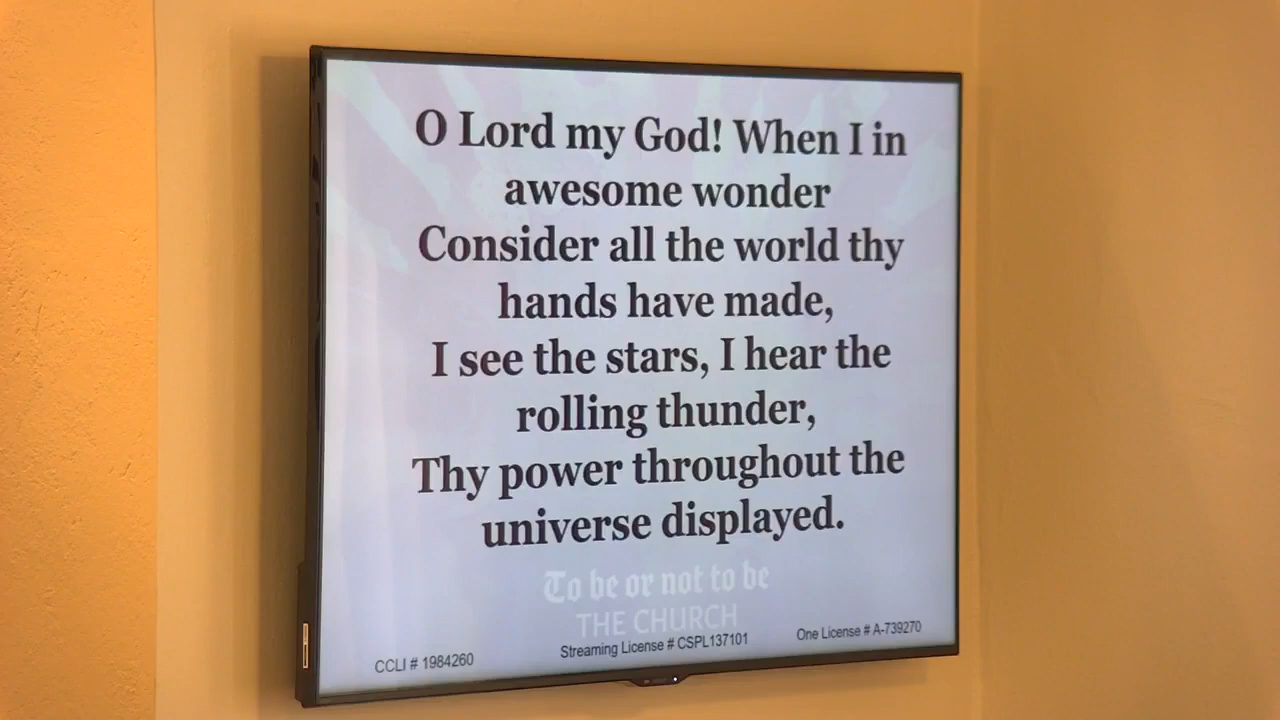 O Lord my God! When I in
awesome wonder
Consider all the world thy
hands have made,
I see the stars, I hear the
rolling thunder,
Thy power throughout the
universe displayed.
To be or not to be
THE CHURCH
CCLI # 1984260
Streaming License # CSPL137101
One License # A-739270